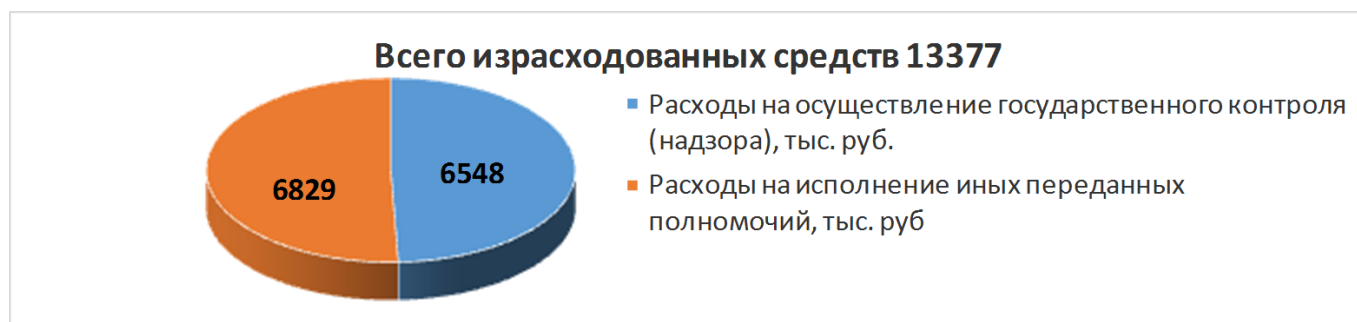 Всего израсходованных средств 13377
Расходы на осуществление государственного контроля
(надзора), тыс. руб.
6548
6829
Расходы на исполнение иных переданных
полномочий, тыс. руб